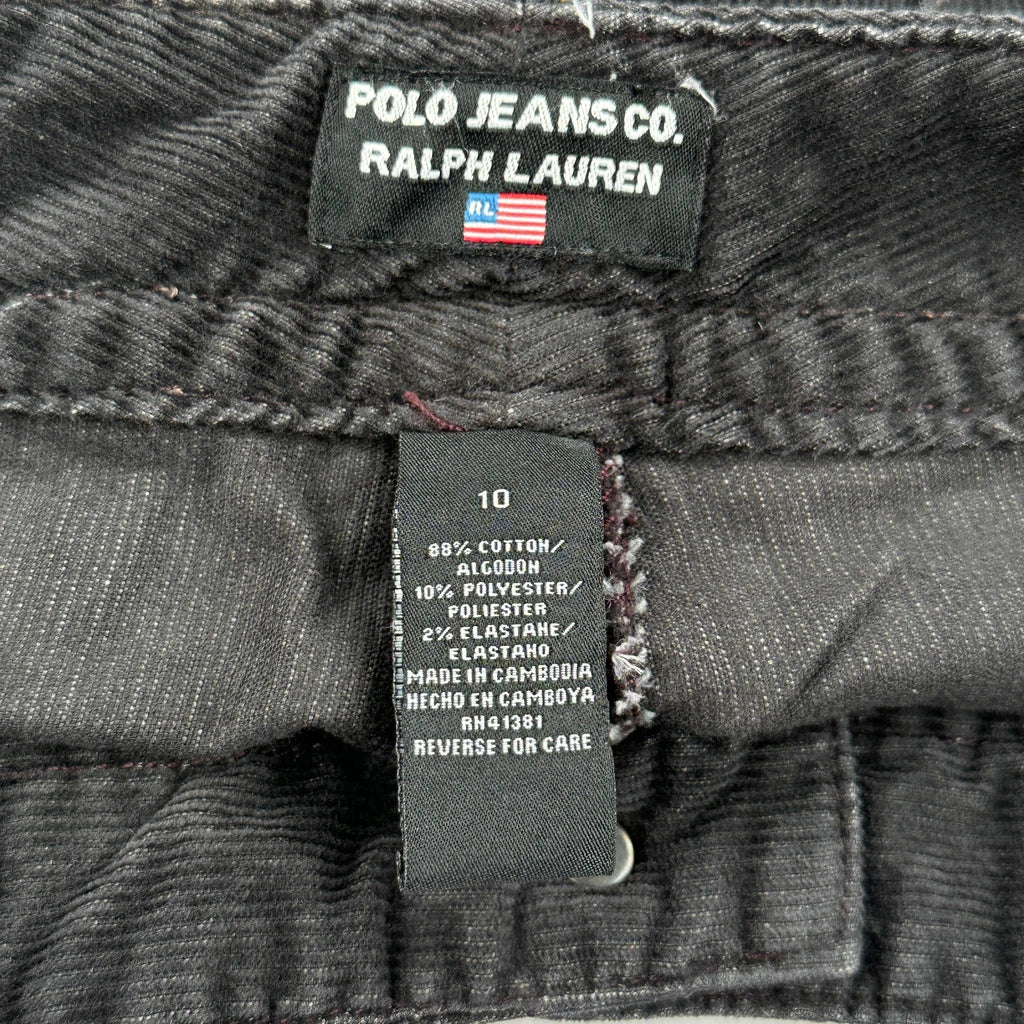 POLO JEANS CO.
RALPH LAUREN
RL
10
88% COTTON/
ALGODON
10% POLYESTER/
POLIESTER
2% ELASTANE/
ELASTANO
MADE IN CAMBODIA
HECHO EN CAMBOYA
RN41381
REVERSE FOR CARE